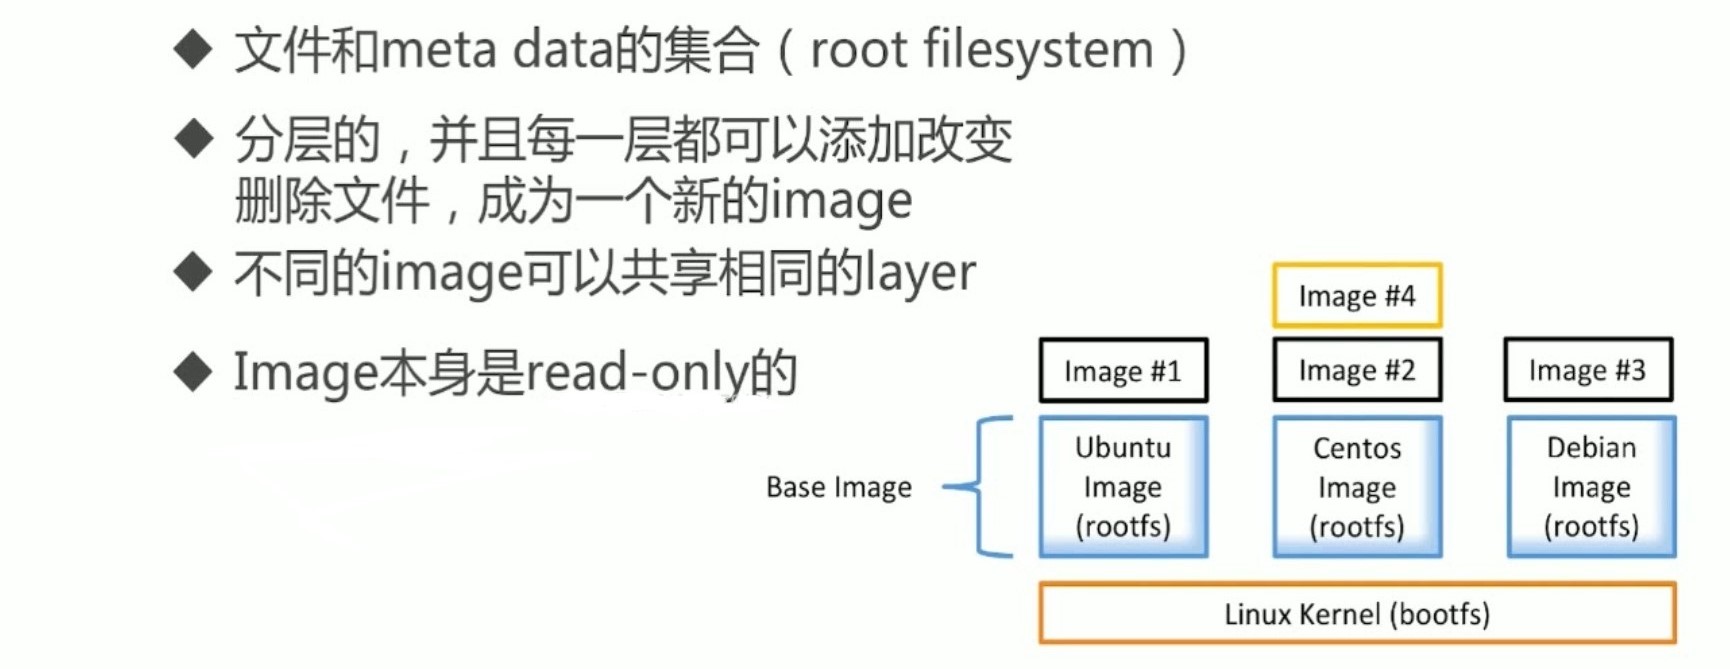 ◆ 文件和meta data的集合（root filesystem）
◆ 分层的，并且每一层都可以添加改变
删除文件，成为一个新的image
◆ 不同的image可以共享相同的layer
◆ Image本身是read-only的
Image #4
Image #1
Image #2
Image #3
Base Image
Ubuntu
Image
(rootfs)
Centos
Image
(rootfs)
Debian
Image
(rootfs)
Linux Kernel (bootfs)